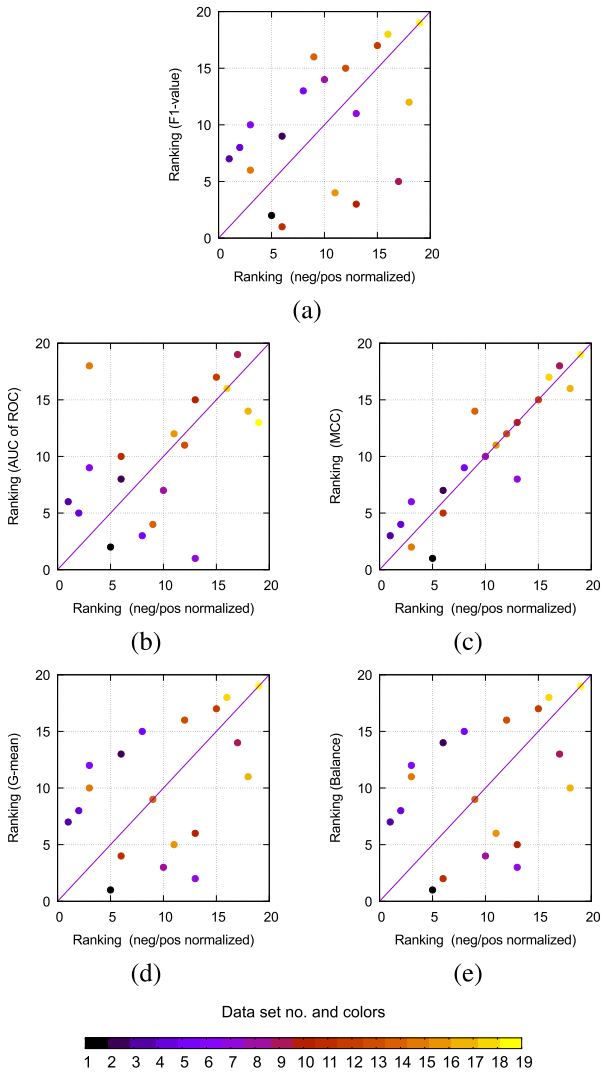 20
15
10
5
0
Ranking (F1-value)
0 5 10 15 20
Ranking (neg/pos normalized)
(a)
20
15
10
5
0
Ranking (AUC of ROC)
0 5 10 15 20
Ranking (neg/pos normalized)
(b)
20
15
10
5
0
Ranking (MCC)
0 5 10 15 20
Ranking (neg/pos normalized)
(c)
20
15
10
5
0
Ranking (G-mean)
0 5 10 15 20
Ranking (neg/pos normalized)
(d)
20
15
10
5
0
Ranking (Balance)
0 5 10 15 20
Ranking (neg/pos normalized)
(e)
Data set no. and colors
1 2 3 4 5 6 7 8 9 10 11 12 13 14 15 16 17 18 19